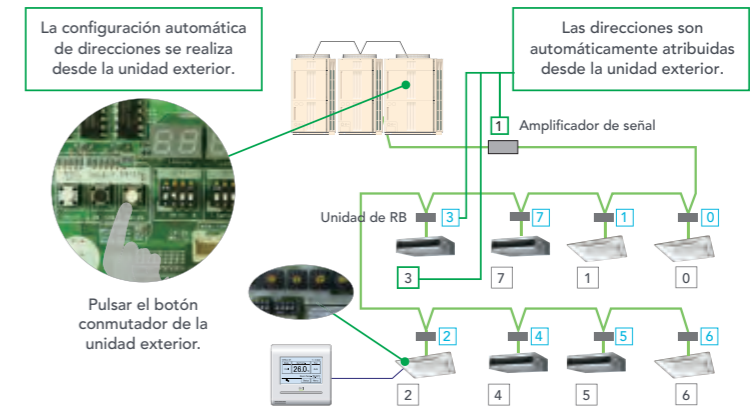 La configuración automática
de direcciones se realiza
desde la unidad exterior.
Las direcciones son
automáticamente atribuidas
desde la unidad exterior.
1 Amplificador de señal
Unidad de RB 3 7 1 0
3 7 1 0
Pulsar el botón
conmutador de la
unidad exterior.
2 4 5 6
26.0
2 4 5 6